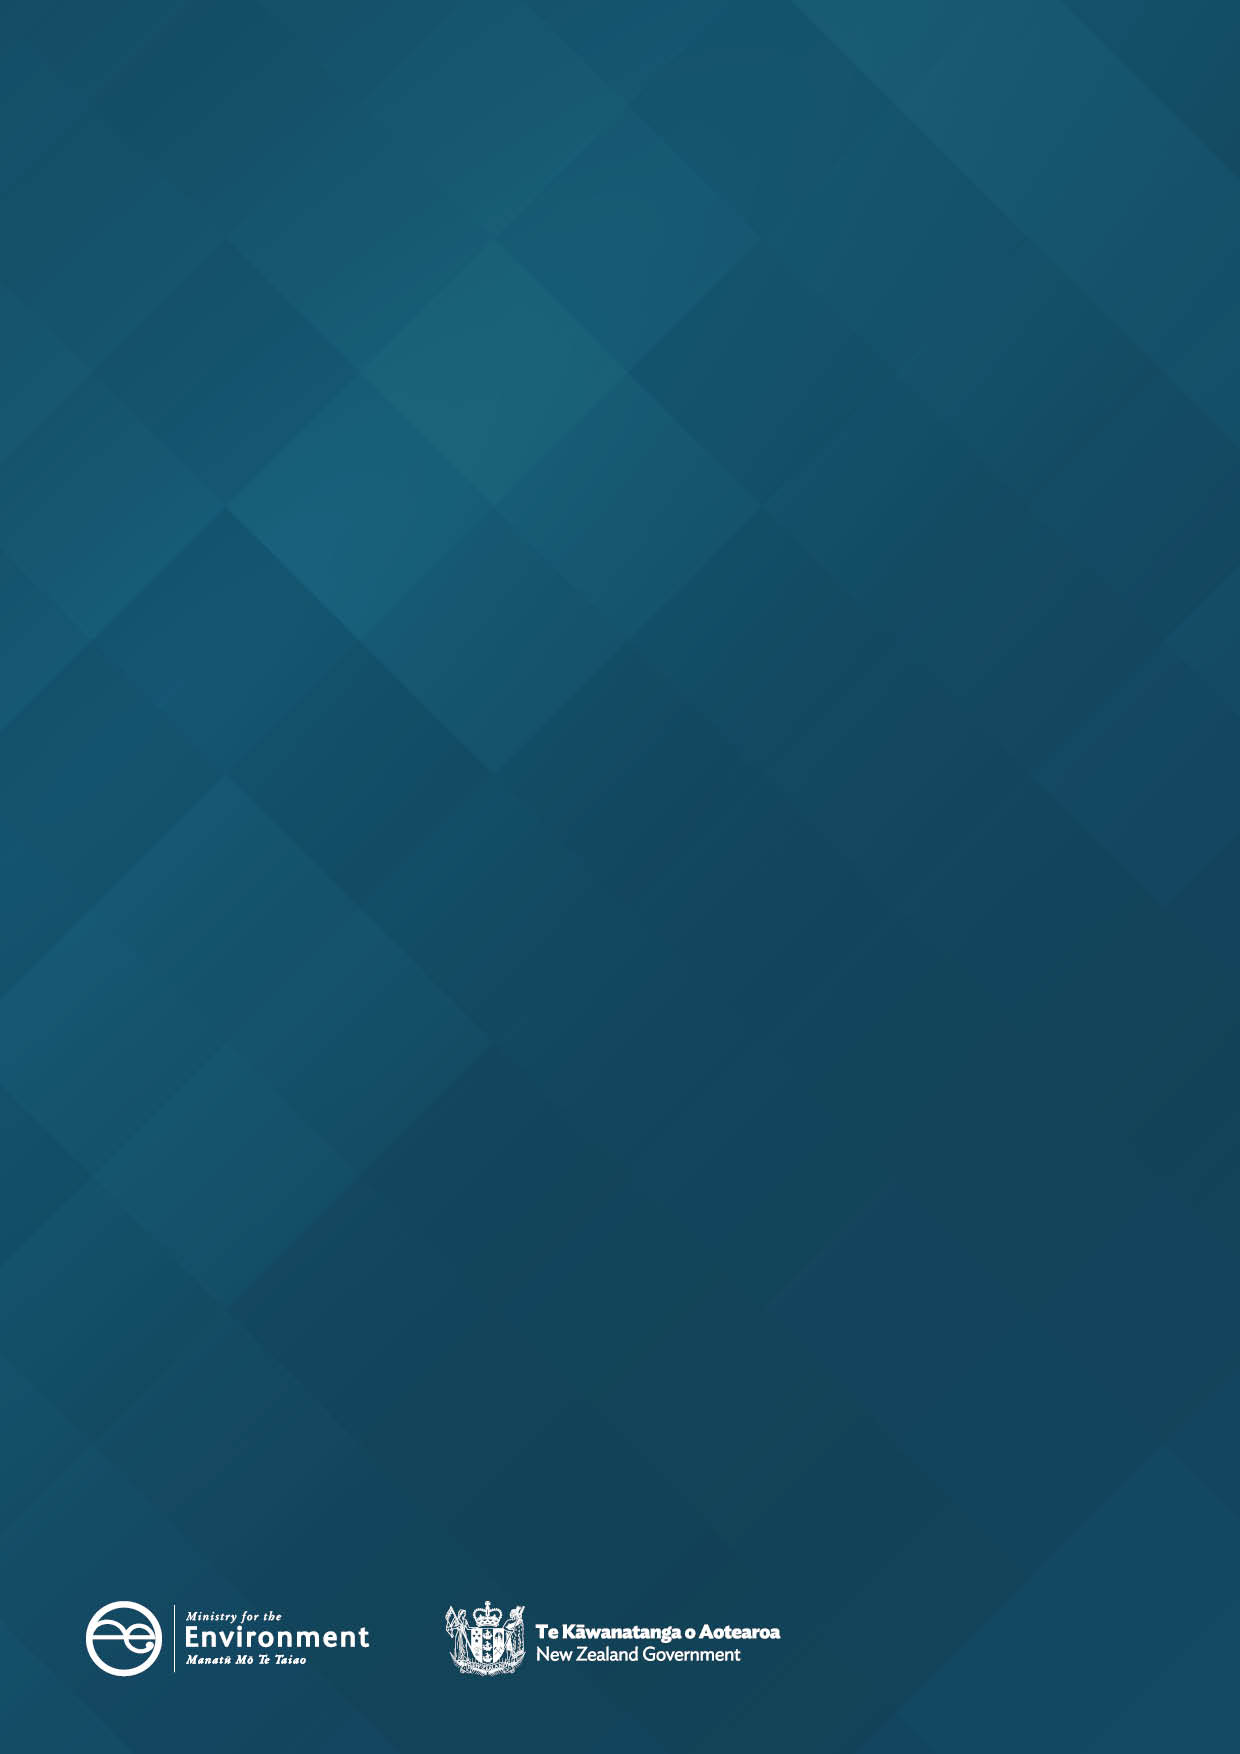 Ministry for the
Environment
Manatū Mō Te Taiao
Te Kāwanatanga o Aotearoa
New Zealand Government